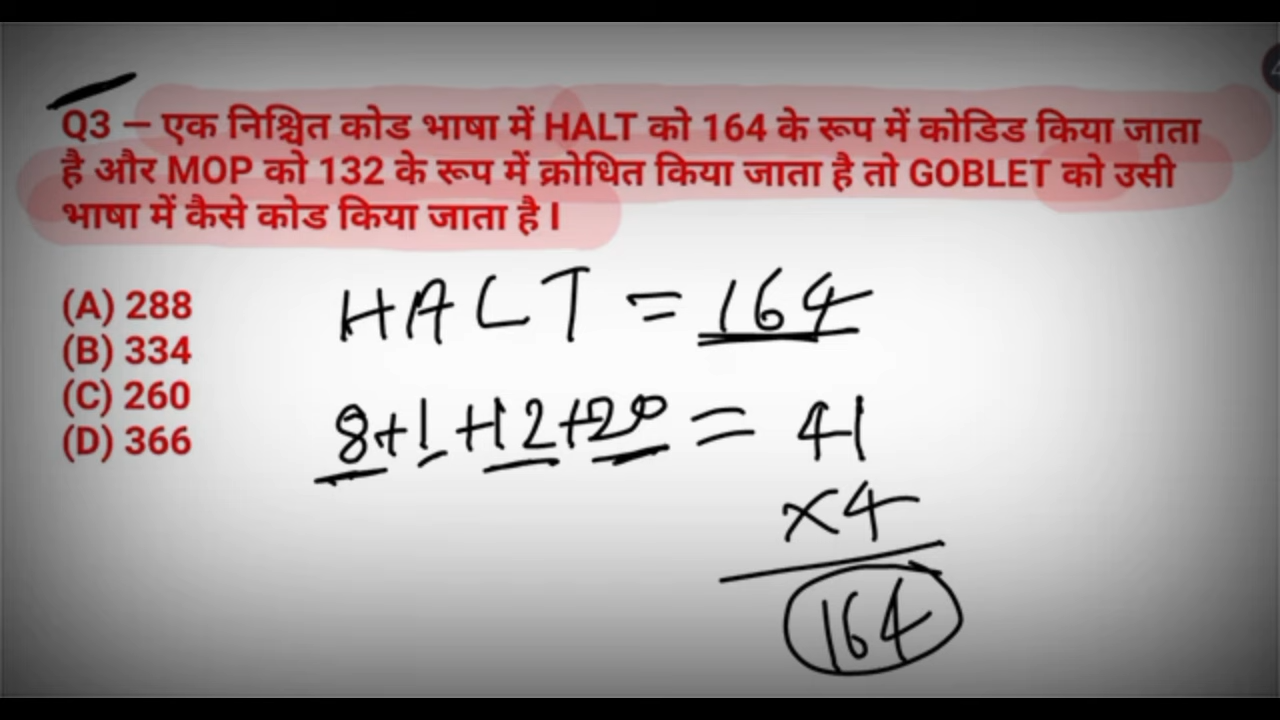 Q3 – एक निश्चित कोड भाषा में HALT को 164 के रूप में कोडिड किया जाता
है और MOP को 132 के रूप में क्रोधित किया जाता है तो GOBLET को उसी
भाषा में कैसे कोड किया जाता है I
(A) 288
(B) 334
(C) 260
(D) 366
HALT = 164
8+1+12+20 = 41
×4
164